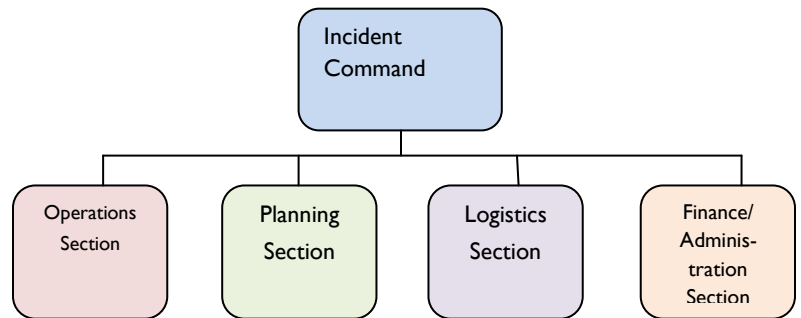 Incident
Command
Operations
Section
Planning
Section
Logistics
Section
Finance/
Adminis-
tration
Section